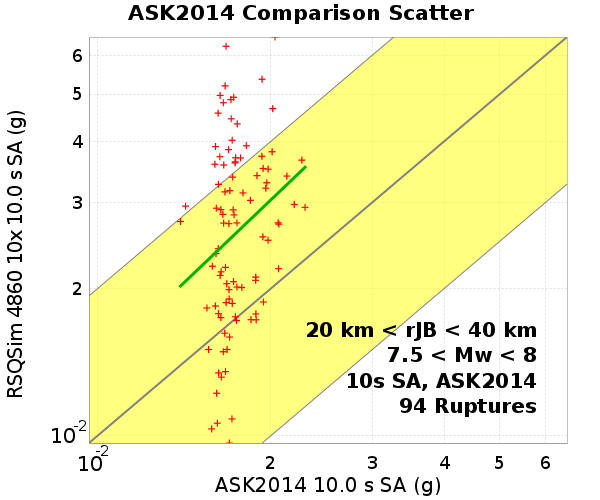 ASK2014 Comparison Scatter
RSQSim 4860 10x 10.0 s SA (g)
6
5
4
3
2
10-2
20 km < rJB < 40 km
7.5 < Mw < 8
10s SA, ASK2014
94 Ruptures
10-2 2 3 4 5 6
ASK2014 10.0 s SA (g)